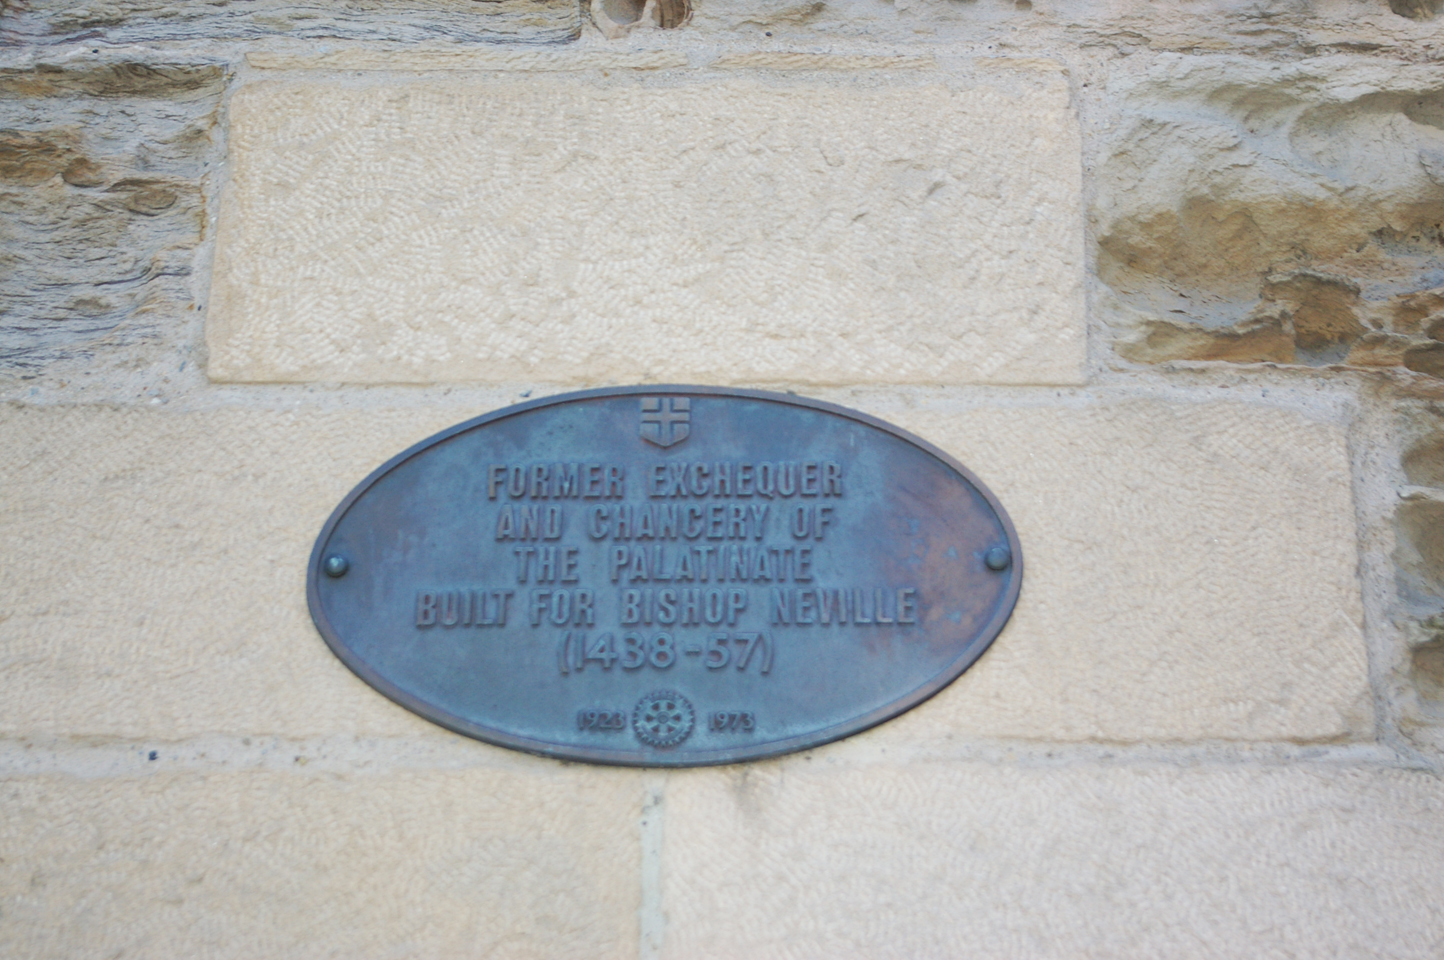 FORMER EXCHEQUER
AND CHANCERY OF
THE PALATINATE
BUILT FOR BISHOP NEVILLE
(1438-57)
1923 1973